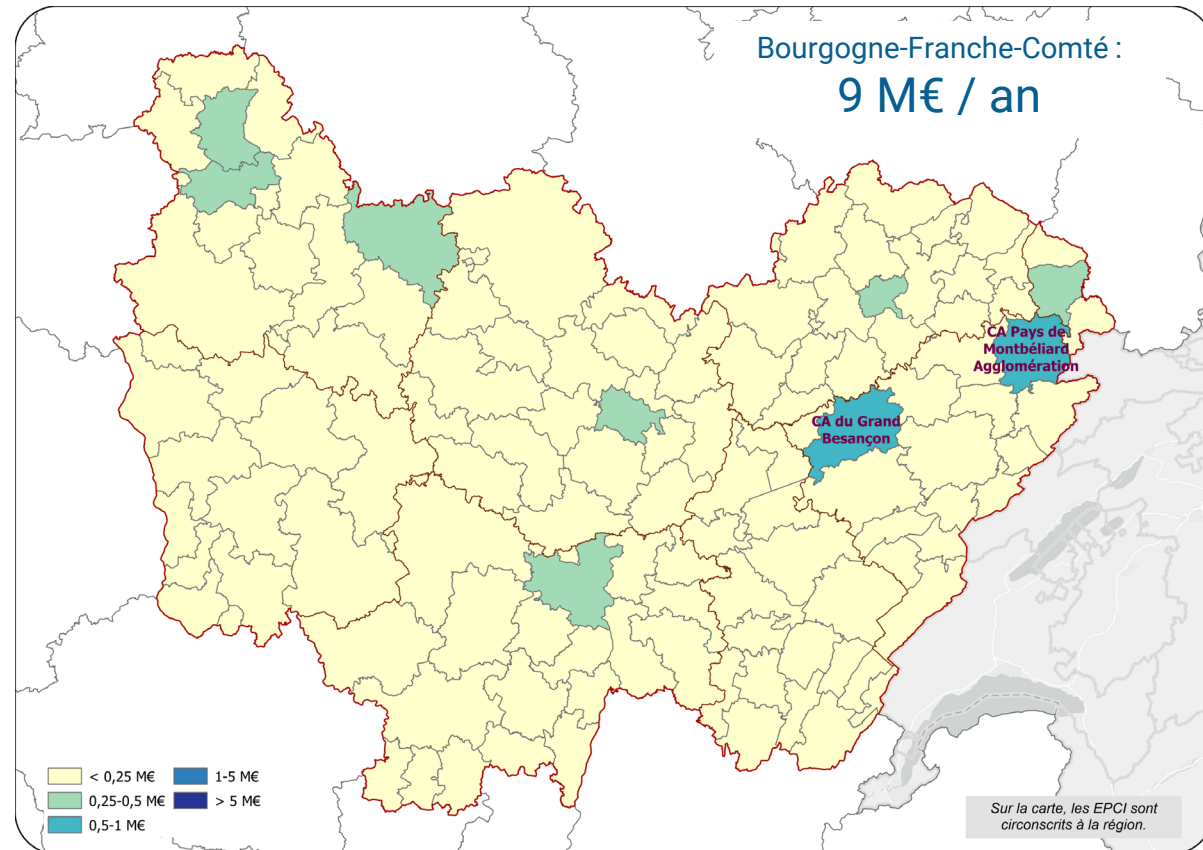 Bourgogne-Franche-Comté :
9 M€ / an
CA Pays de
Montbéliard
Agglomération
CA du Grand
Besançon
< 0,25 M€
0,25-0,5 M€
0,5-1 M€
1-5 M€
> 5 M€
Sur la carte, les EPCI sont
circonscrits à la région.